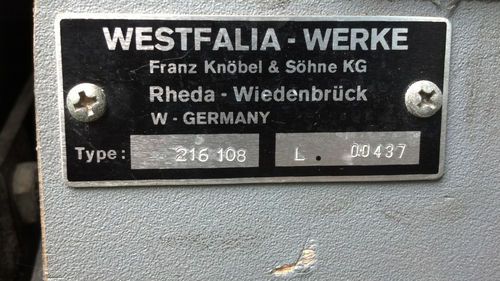 WESTFALIA - WERKE
Franz Knöbel & Söhne KG
Rheda - Wiedenbrück
W - GERMANY
Type: 216 108 L. 00437